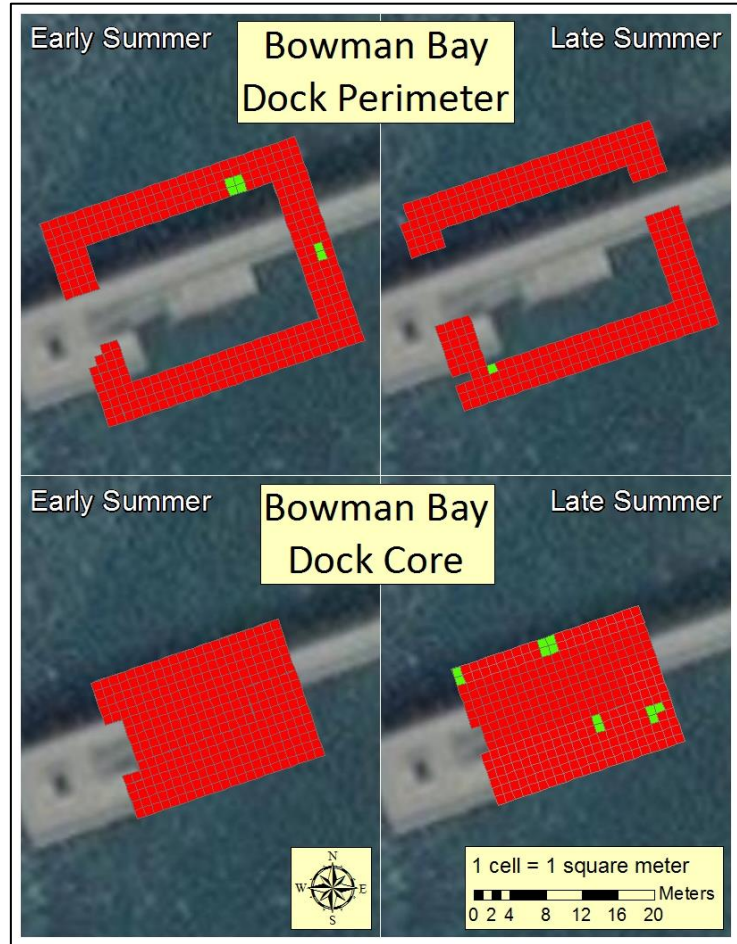 Early Summer
Bowman Bay
Dock Perimeter
Late Summer
Early Summer
Bowman Bay
Dock Core
Late Summer
N
W
E
S
1 cell = 1 square meter
Meters
0 2 4 8 12 16 20